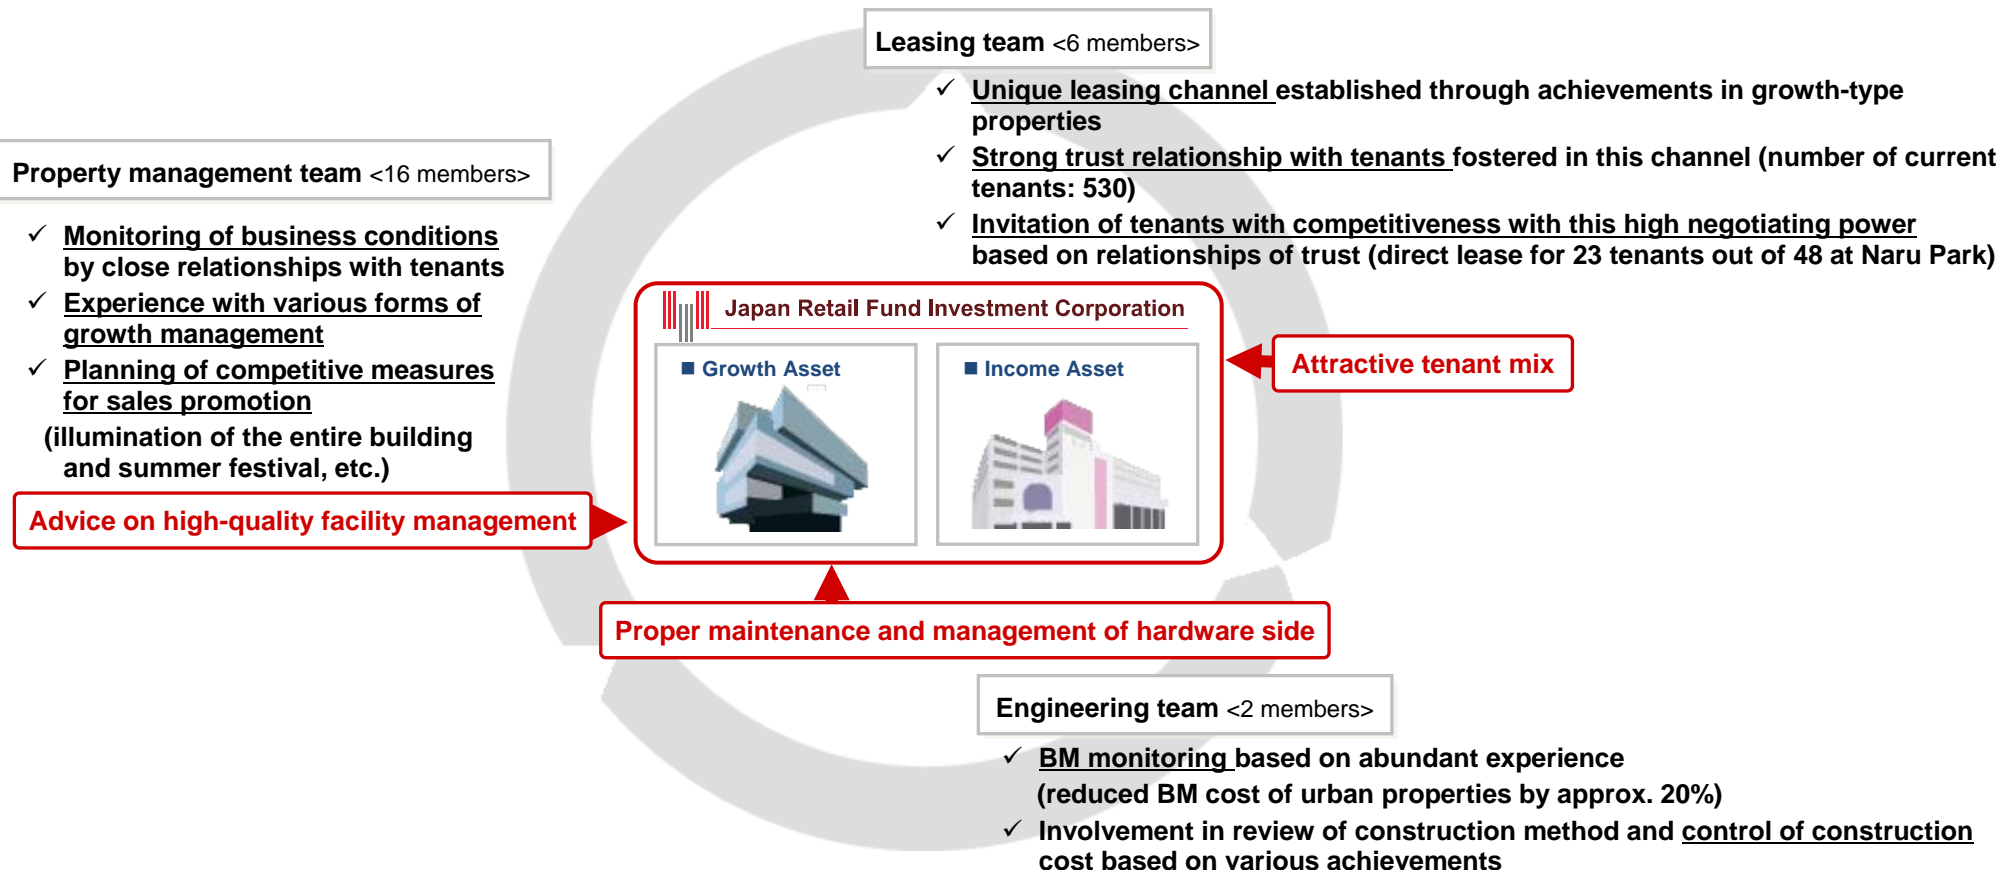 Leasing team <6 members>
✓ Unique leasing channel established through achievements in growth-type
properties
✓ Strong trust relationship with tenants fostered in this channel (number of current
tenants: 530)
✓ Invitation of tenants with competitiveness with this high negotiating power
based on relationships of trust (direct lease for 23 tenants out of 48 at Naru Park)
Property management team <16 members>
✓ Monitoring of business conditions
by close relationships with tenants
✓ Experience with various forms of
growth management
✓ Planning of competitive measures
for sales promotion
(illumination of the entire building
and summer festival, etc.)
Advice on high-quality facility management
Japan Retail Fund Investment Corporation
■ Growth Asset
■ Income Asset
Attractive tenant mix
Proper maintenance and management of hardware side
Engineering team <2 members>
✓ BM monitoring based on abundant experience
(reduced BM cost of urban properties by approx. 20%)
✓ Involvement in review of construction method and control of construction
cost based on various achievements